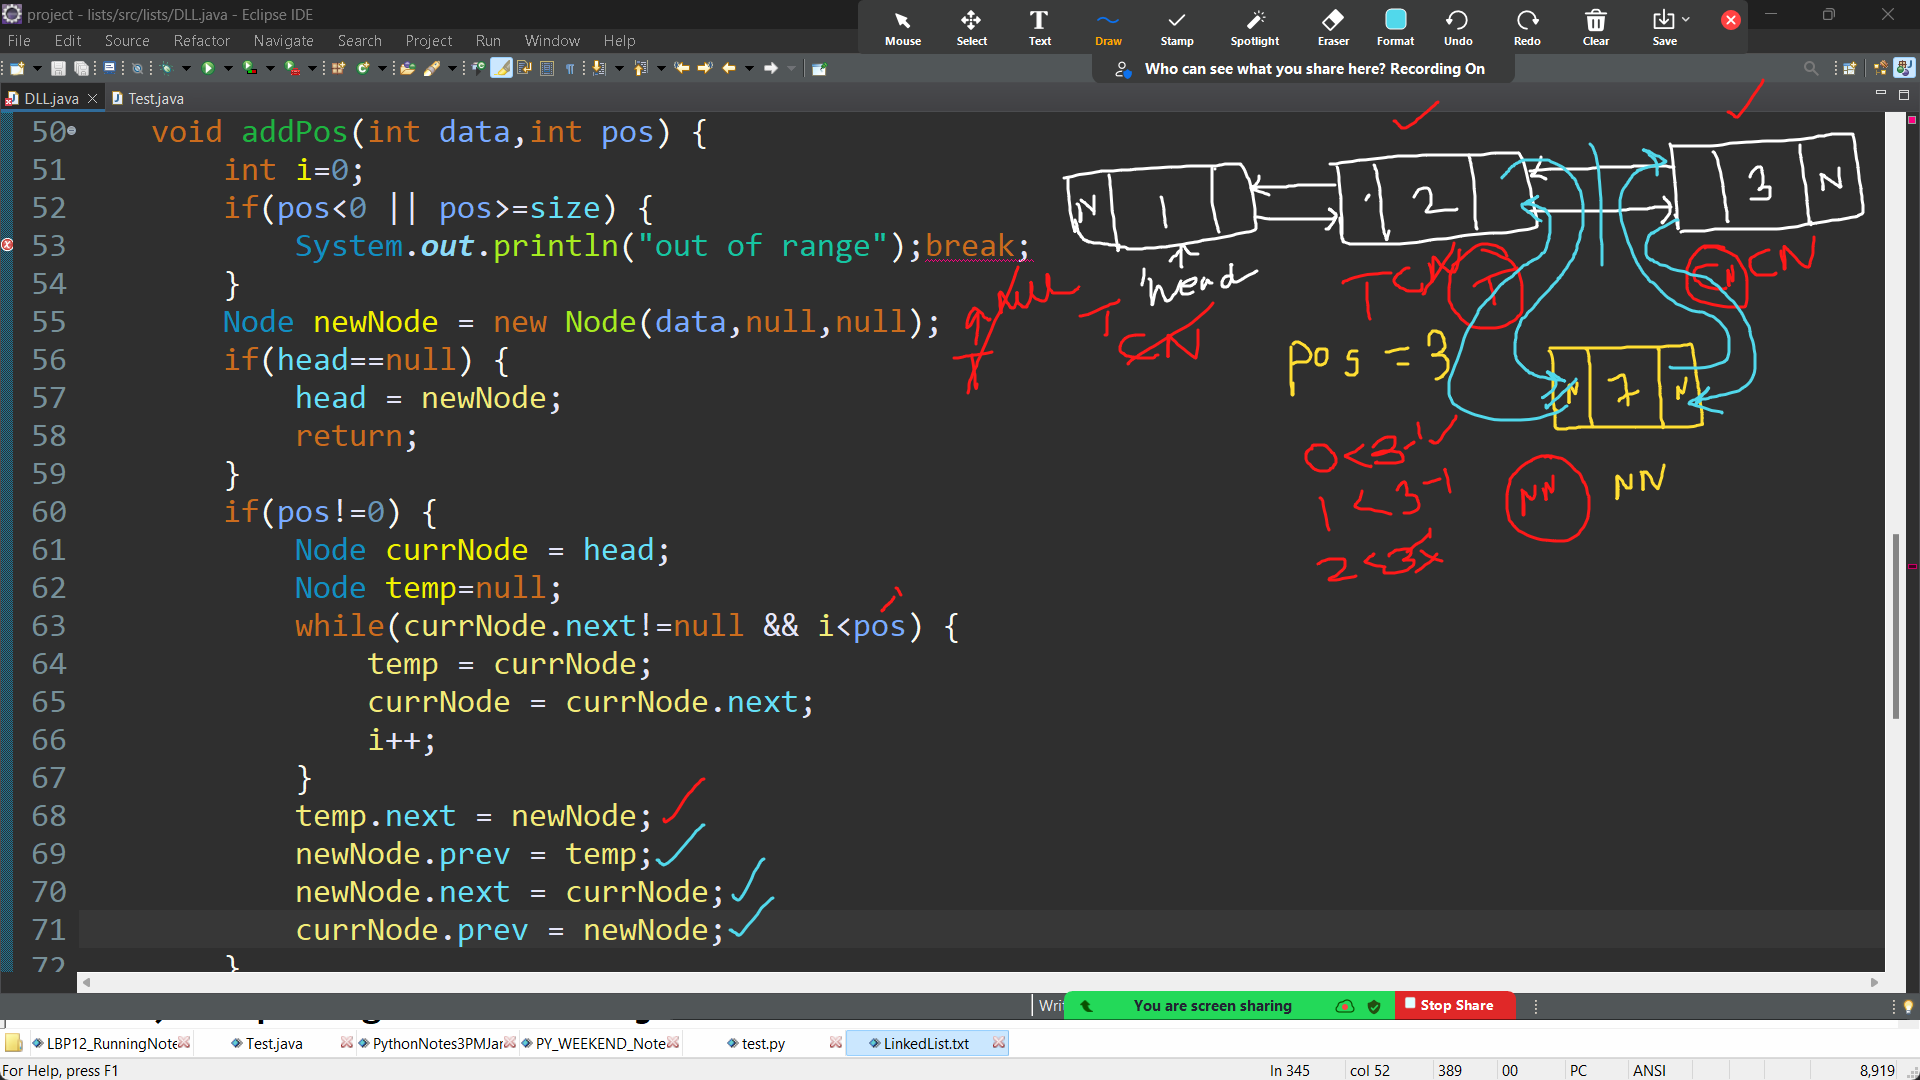 project - lists/src/lists/DLL.java - Eclipse IDE
File Edit Source Refactor Navigate Search Project Run Window Help
Mouse Select Text Draw Stamp Spotlight Eraser Format Undo Redo Clear Save
Who can see what you share here? Recording On
DLL.java Test.java
50 void addPos(int data,int pos) {
51 int i=0;
52 if(pos<0 || pos>=size) {
53 System.out.println("out of range");break;
54 }
55 Node newNode = new Node(data,null,null);
56 if(head==null) {
57 head = newNode;
58 return;
59 }
60 if(pos!=0) {
61 Node currNode = head;
62 Node temp=null;
63 while(currNode.next!=null && i<pos) {
64 temp = currNode;
65 currNode = currNode.next;
66 i++;
67 }
68 temp.next = newNode;
69 newNode.prev = temp;
70 newNode.next = currNode;
71 currNode.prev = newNode;
72 }
N 1 2 3 N
head
T CN T CN CN
null T
T CN
pos = 3
N 7 N
0<3-1
1<3-1
2<3
NN NN
Wri
You are screen sharing Stop Share
LBP12_RunningNote Test.java PythonNotes3PMJar PY_WEEKEND_Note test.py LinkedList.txt
For Help, press F1 ln 345 col 52 389 00 PC ANSI 8,919